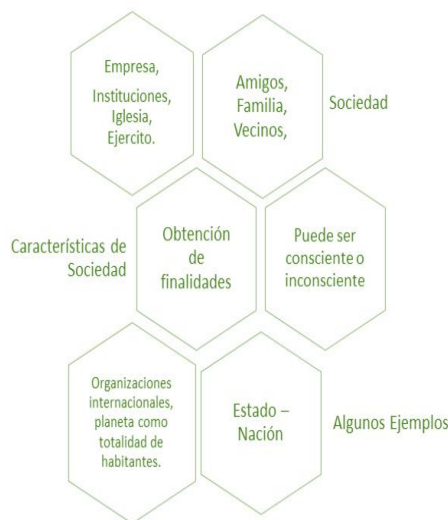 Empresa,
Instituciones,
Iglesia,
Ejercito.
Amigos,
Familia,
Vecinos,
Sociedad
Características de
Sociedad
Obtención
de
finalidades
Puede ser
consciente o
inconsciente
Organizaciones
internacionales,
planeta como
totalidad de
habitantes.
Estado –
Nación
Algunos Ejemplos